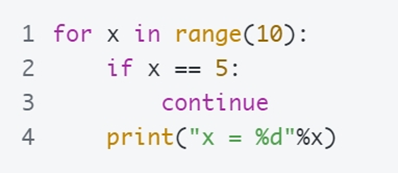 1 for x in range(10):
2     if x == 5:
3         continue
4     print("x = %d"%x)